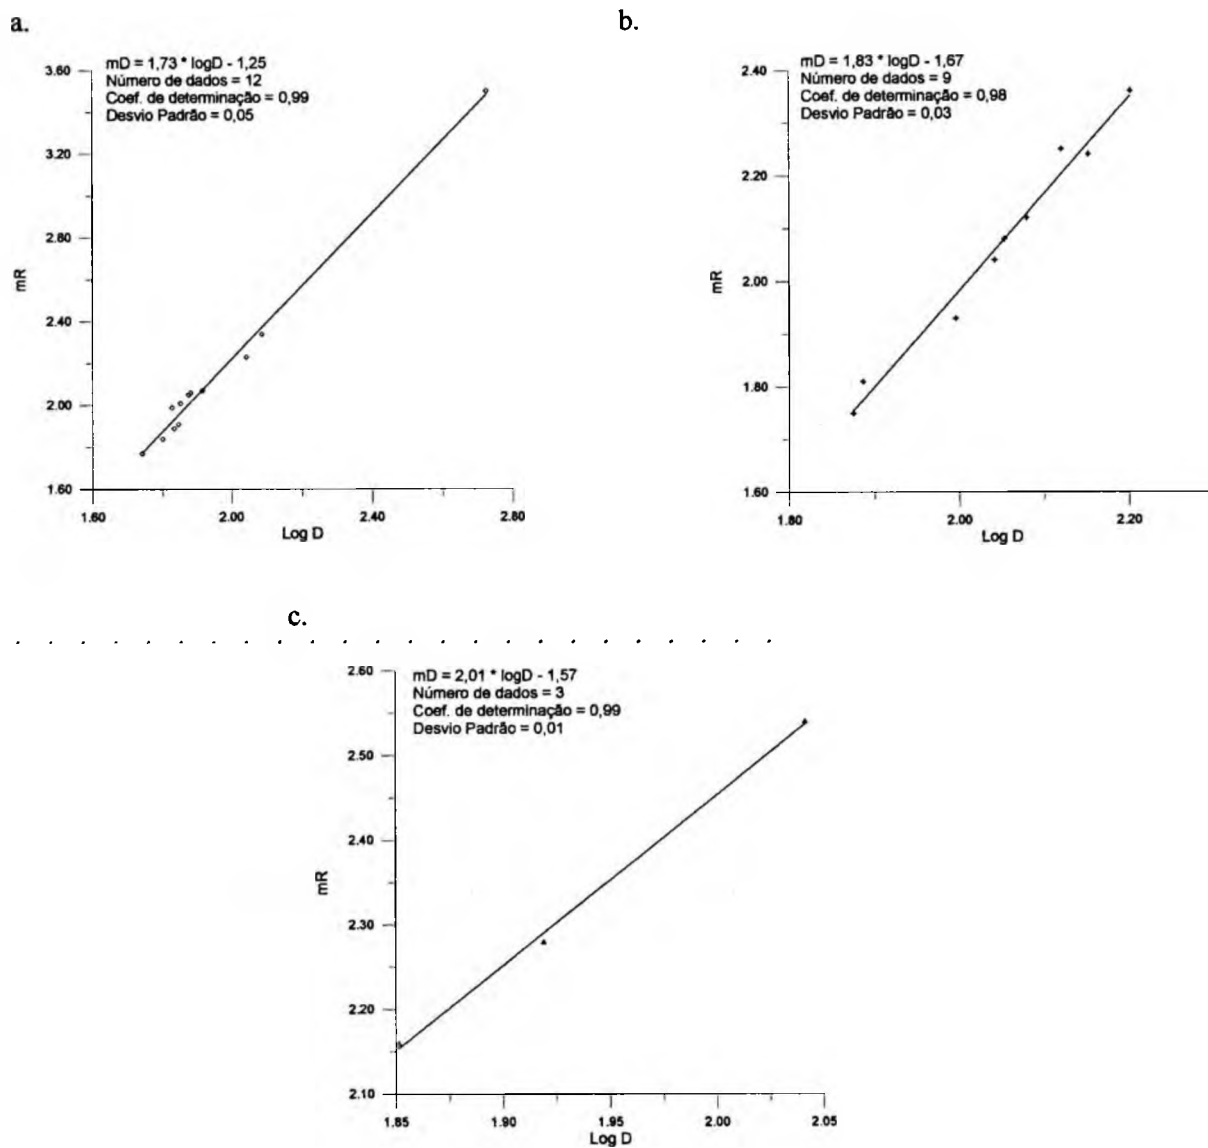 a.
mD = 1,73 * logD - 1,25
Número de dados = 12
Coef. de determinação = 0,99
Desvio Padrão = 0,05
3.60
3.20
2.80
2.40
2.00
1.60
mR
1.60 2.00 2.40 2.80
Log D
b.
mD = 1,83 * logD - 1,67
Número de dados = 9
Coef. de determinação = 0,98
Desvio Padrão = 0,03
2.40
2.20
2.00
1.80
1.60
mR
1.80 2.00 2.20
Log D
c.
mD = 2,01 * logD - 1,57
Número de dados = 3
Coef. de determinação = 0,99
Desvio Padrão = 0,01
2.60
2.50
2.40
2.30
2.20
2.10
mR
1.85 1.90 1.95 2.00 2.05
Log D